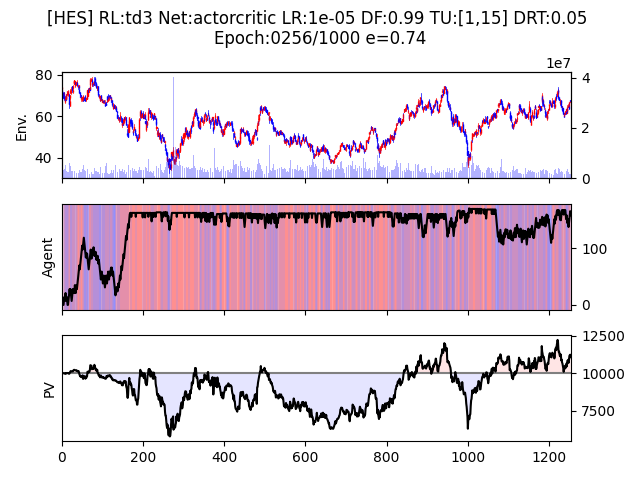 [HES] RL:td3 Net:actorcritic LR:1e-05 DF:0.99 TU:[1,15] DRT:0.05
Epoch:0256/1000 e=0.74
1e7
80
60
40
Env.
4
2
0
Agent
100
0
PV
12500
10000
7500
0 200 400 600 800 1000 1200